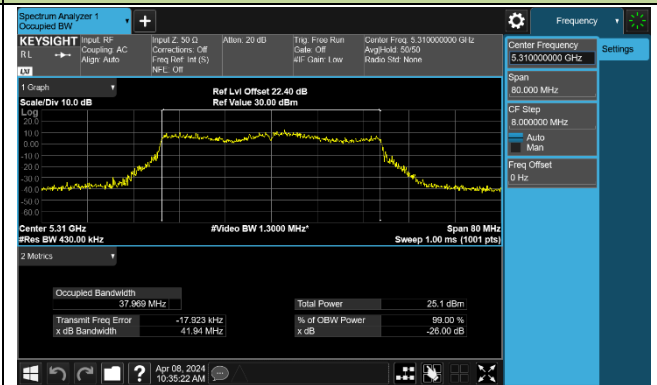 Spectrum Analyzer 1
Occupied BW
Frequency
KEYSIGHT
Input: RF
Coupling: AC
Align: Auto
Input Z: 50 Ω
Corrections: Off
Freq Ref: Int (S)
NFE: Off
Atten: 20 dB
Trig: Free Run
Gate: Off
#IF Gain: Low
Center Freq: 5.310000000 GHz
Avg|Hold: 50/50
Radio Std: None
RL
LXI
Center Frequency
5.310000000 GHz
Settings
Span
80.000 MHz
CF Step
8.000000 MHz
Auto
Man
Freq Offset
0 Hz
1 Graph
Scale/Div 10.0 dB
Ref Lvl Offset 22.40 dB
Ref Value 30.00 dBm
Log
20.0
10.0
0.00
-10.0
-20.0
-30.0
-40.0
-50.0
-60.0
Center 5.31 GHz
#Video BW 1.3000 MHz*
Span 80 MHz
#Res BW 430.00 kHz
Sweep 1.00 ms (1001 pts)
2 Metrics
Occupied Bandwidth
37.969 MHz
Total Power
25.1 dBm
Transmit Freq Error
-17.923 kHz
% of OBW Power
99.00 %
x dB Bandwidth
41.94 MHz
x dB
-26.00 dB
?
Apr 08, 2024
10:35:22 AM